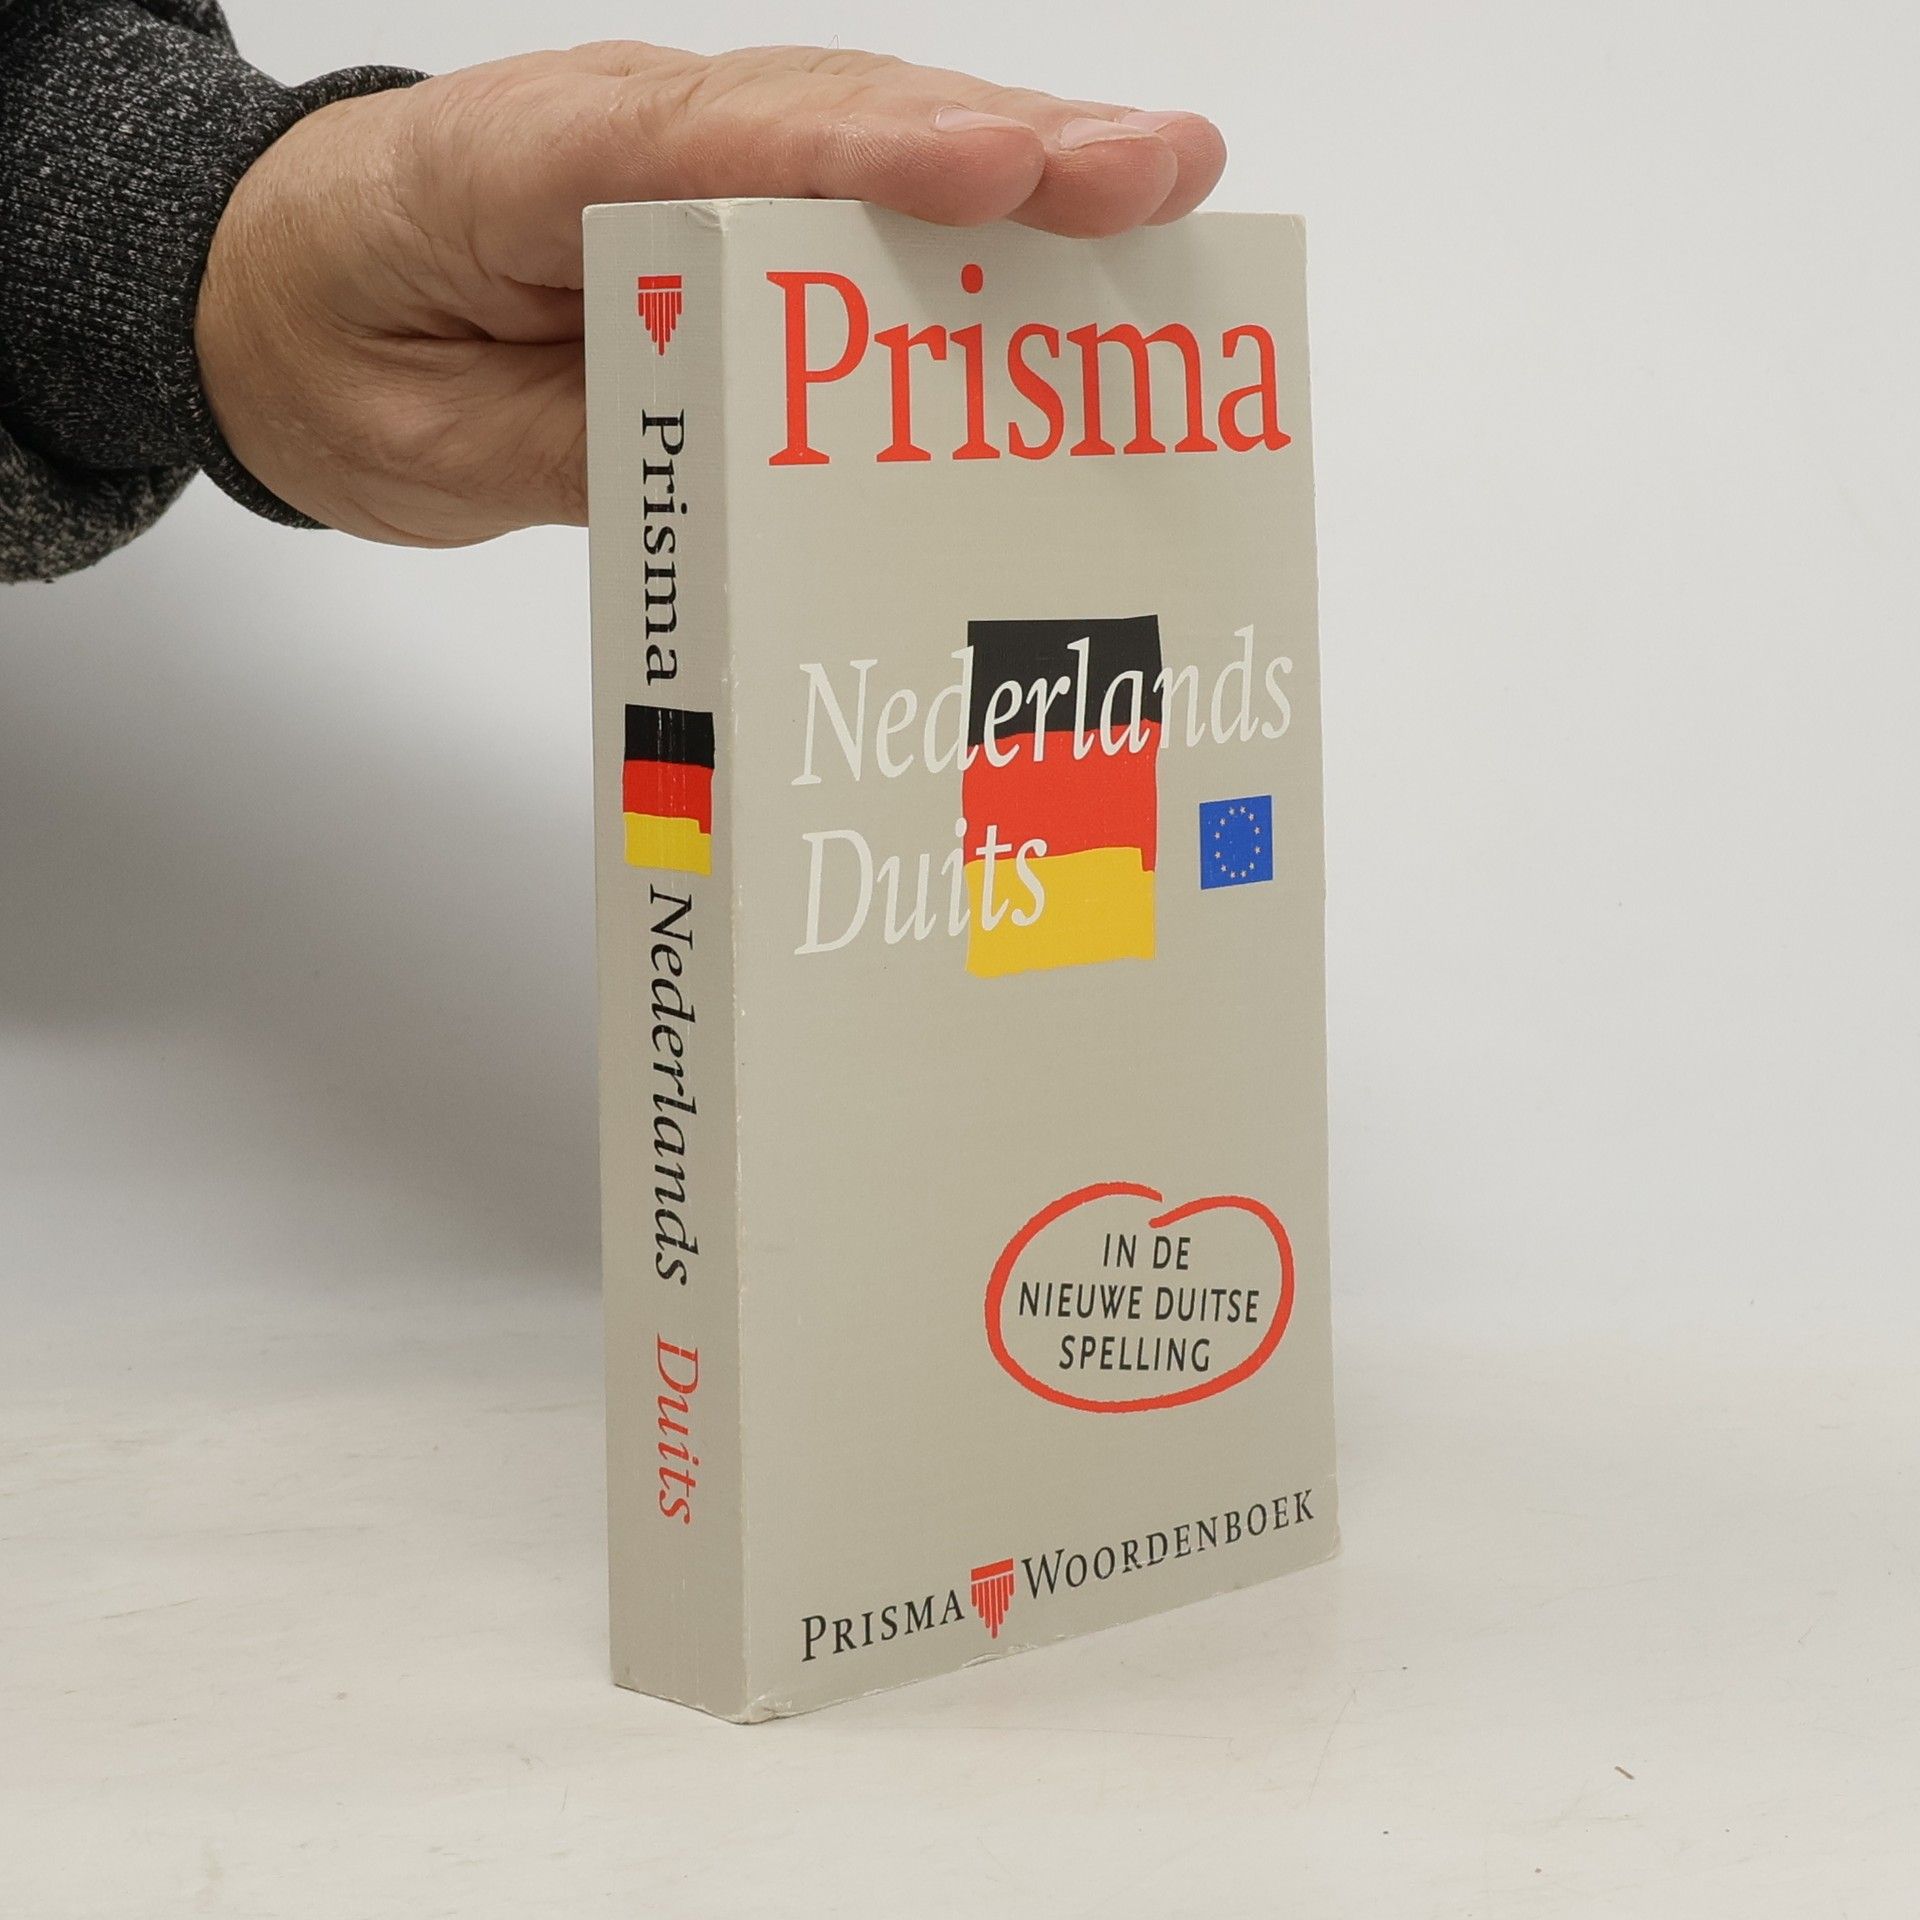 Prisma
Nederlands
Duits
IN DE
NIEUWE DUITSE
SPELLING
PRISMA WOORDENBOEK
Prisma Nederlands Duits